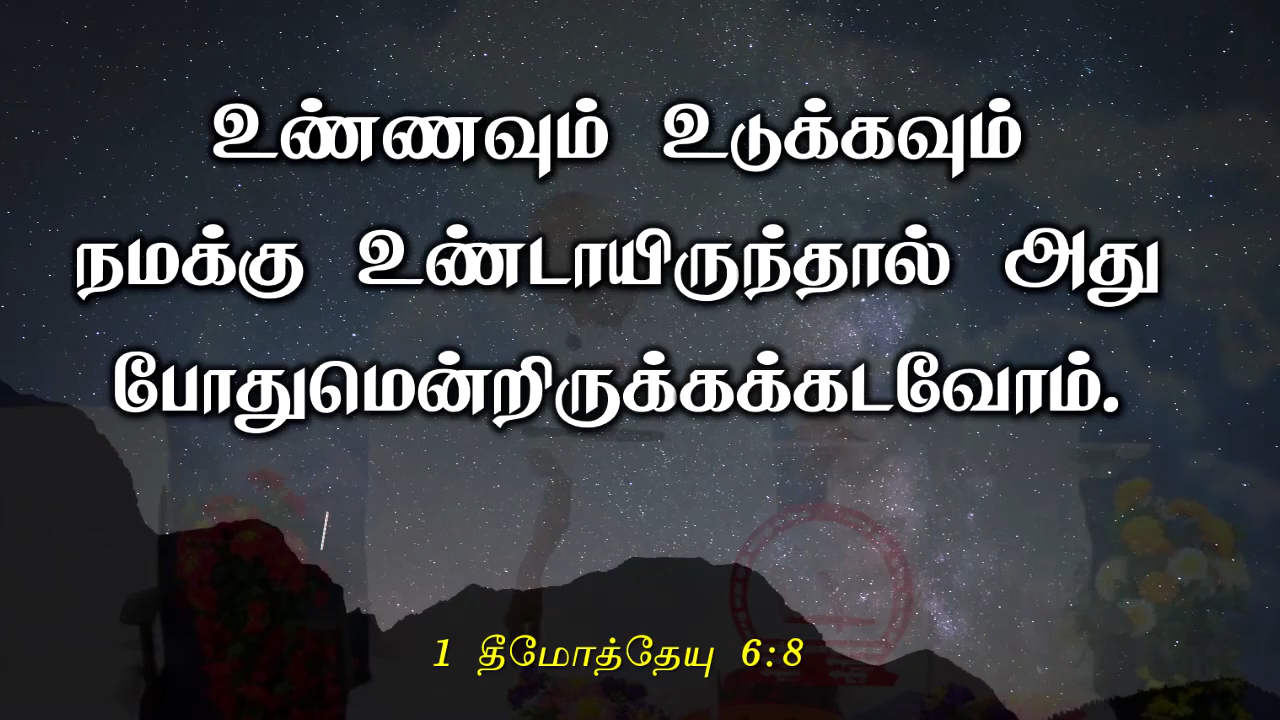 உண்ணவும் உடுக்கவும்
நமக்கு உண்டாயிருந்தால் அது
போதுமென்றிருக்கக்கடவோம்.
1 தீமோத்தேயு 6:8